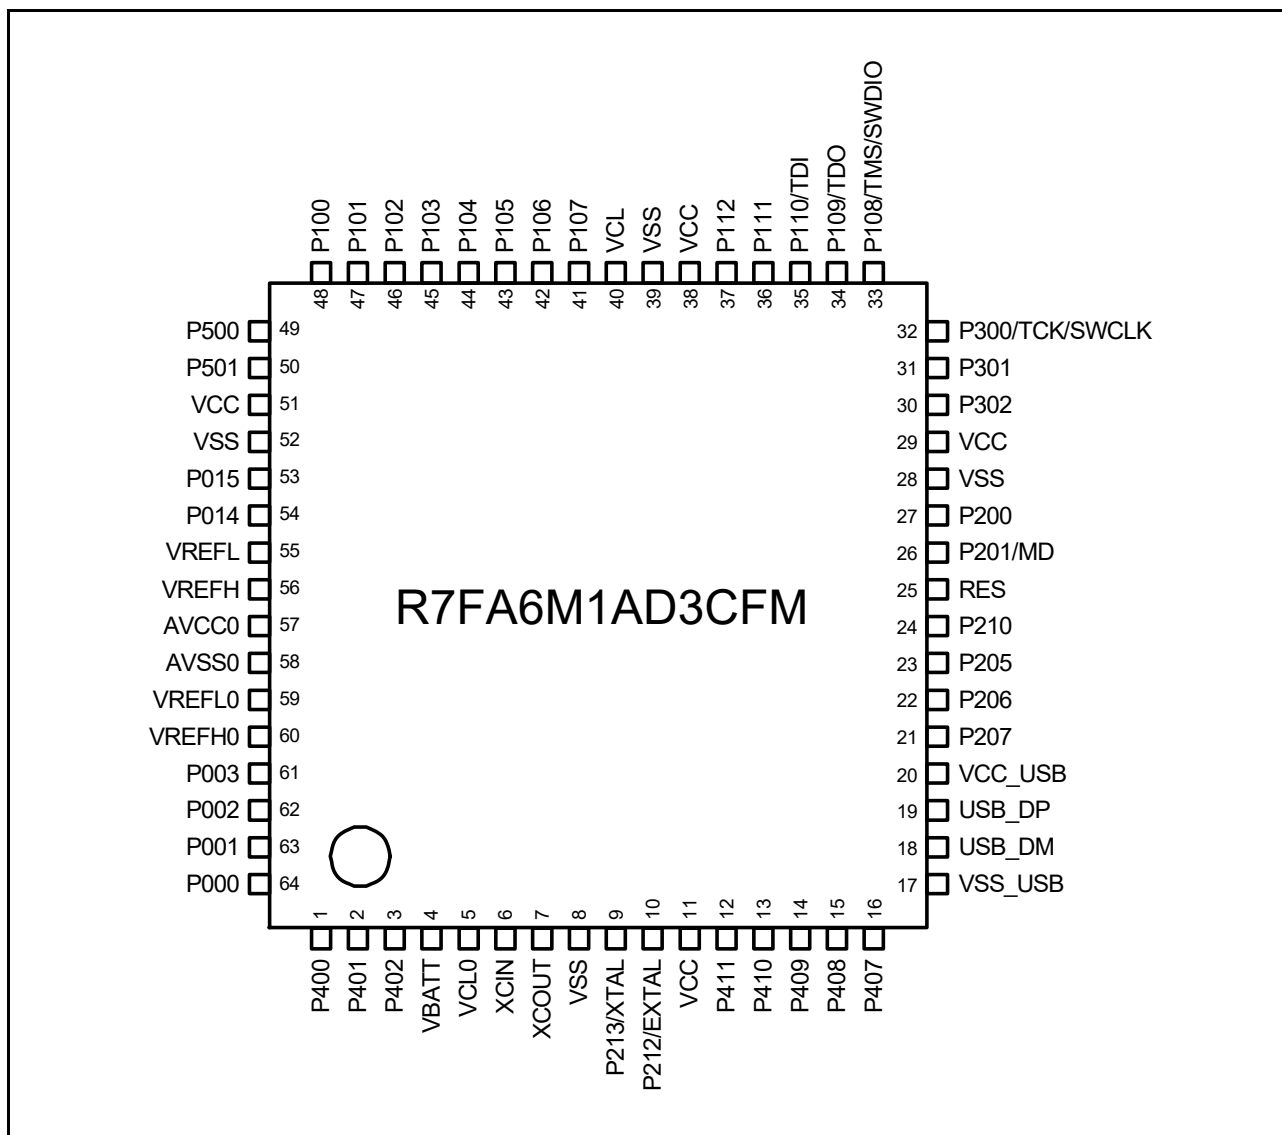 P100
P101
P102
P103
P104
P105
P106
P107
VCL
VSS
VCC
P112
P111
P110/TDI
P109/TDO
P108/TMS/SWDIO
48
47
46
45
44
43
42
41
40
39
38
37
36
35
34
33
P500 49
P501 50
VCC 51
VSS 52
P015 53
P014 54
VREFL 55
VREFH 56
AVCC0 57
AVSS0 58
VREFL0 59
VREFH0 60
P003 61
P002 62
P001 63
P000 64
R7FA6M1AD3CFM
32 P300/TCK/SWCLK
31 P301
30 P302
29 VCC
28 VSS
27 P200
26 P201/MD
25 RES
24 P210
23 P205
22 P206
21 P207
20 VCC_USB
19 USB_DP
18 USB_DM
17 VSS_USB
1
2
3
4
5
6
7
8
9
10
11
12
13
14
15
16
P400
P401
P402
VBATT
VCL0
XCIN
XCOUT
VSS
P213/XTAL
P212/EXTAL
VCC
P411
P410
P409
P408
P407